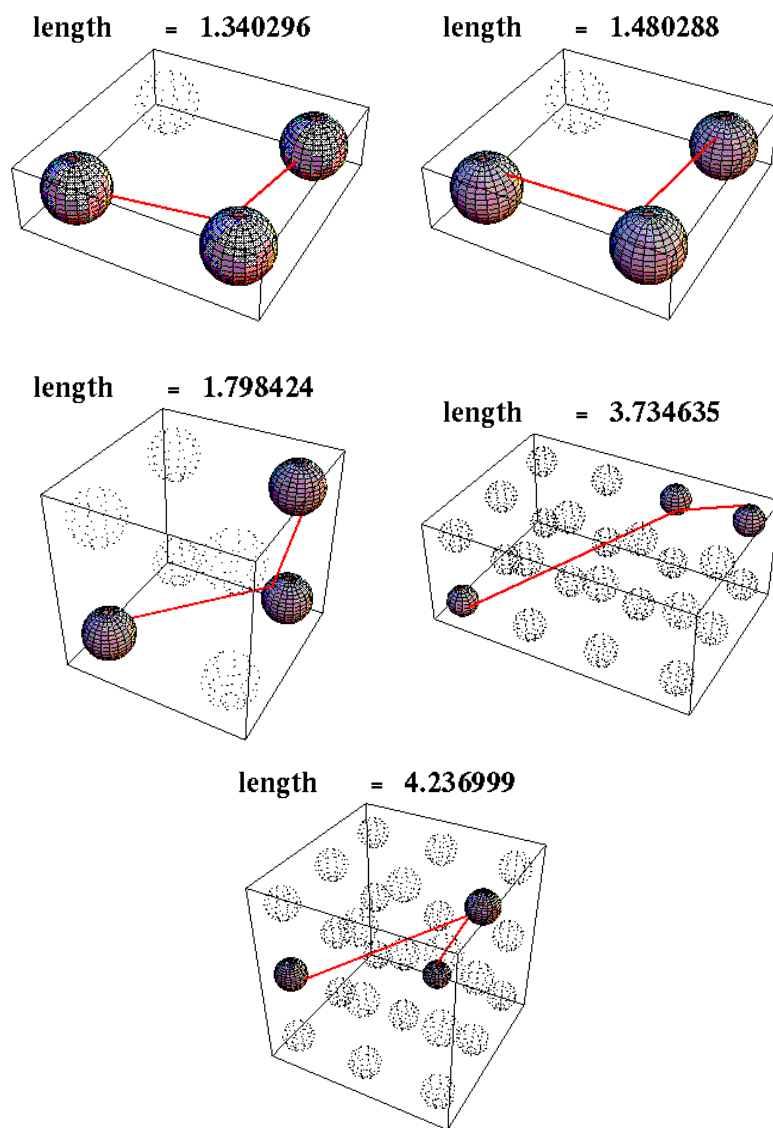 length = 1.340296
length = 1.480288
length = 1.798424
length = 3.734635
length = 4.236999